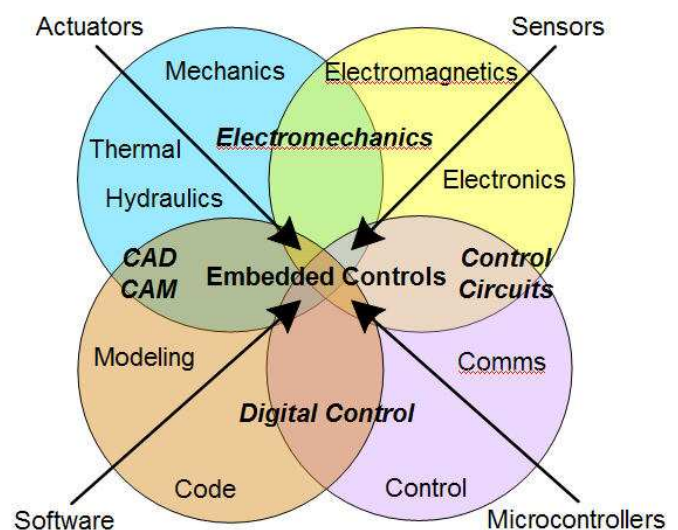 Actuators
Sensors
Mechanics
Electromagnetics
Electromechanics
Thermal
Electronics
Hydraulics
CAD
CAM
Embedded Controls
Control
Circuits
Modeling
Comms
Digital Control
Code
Control
Software
Microcontrollers